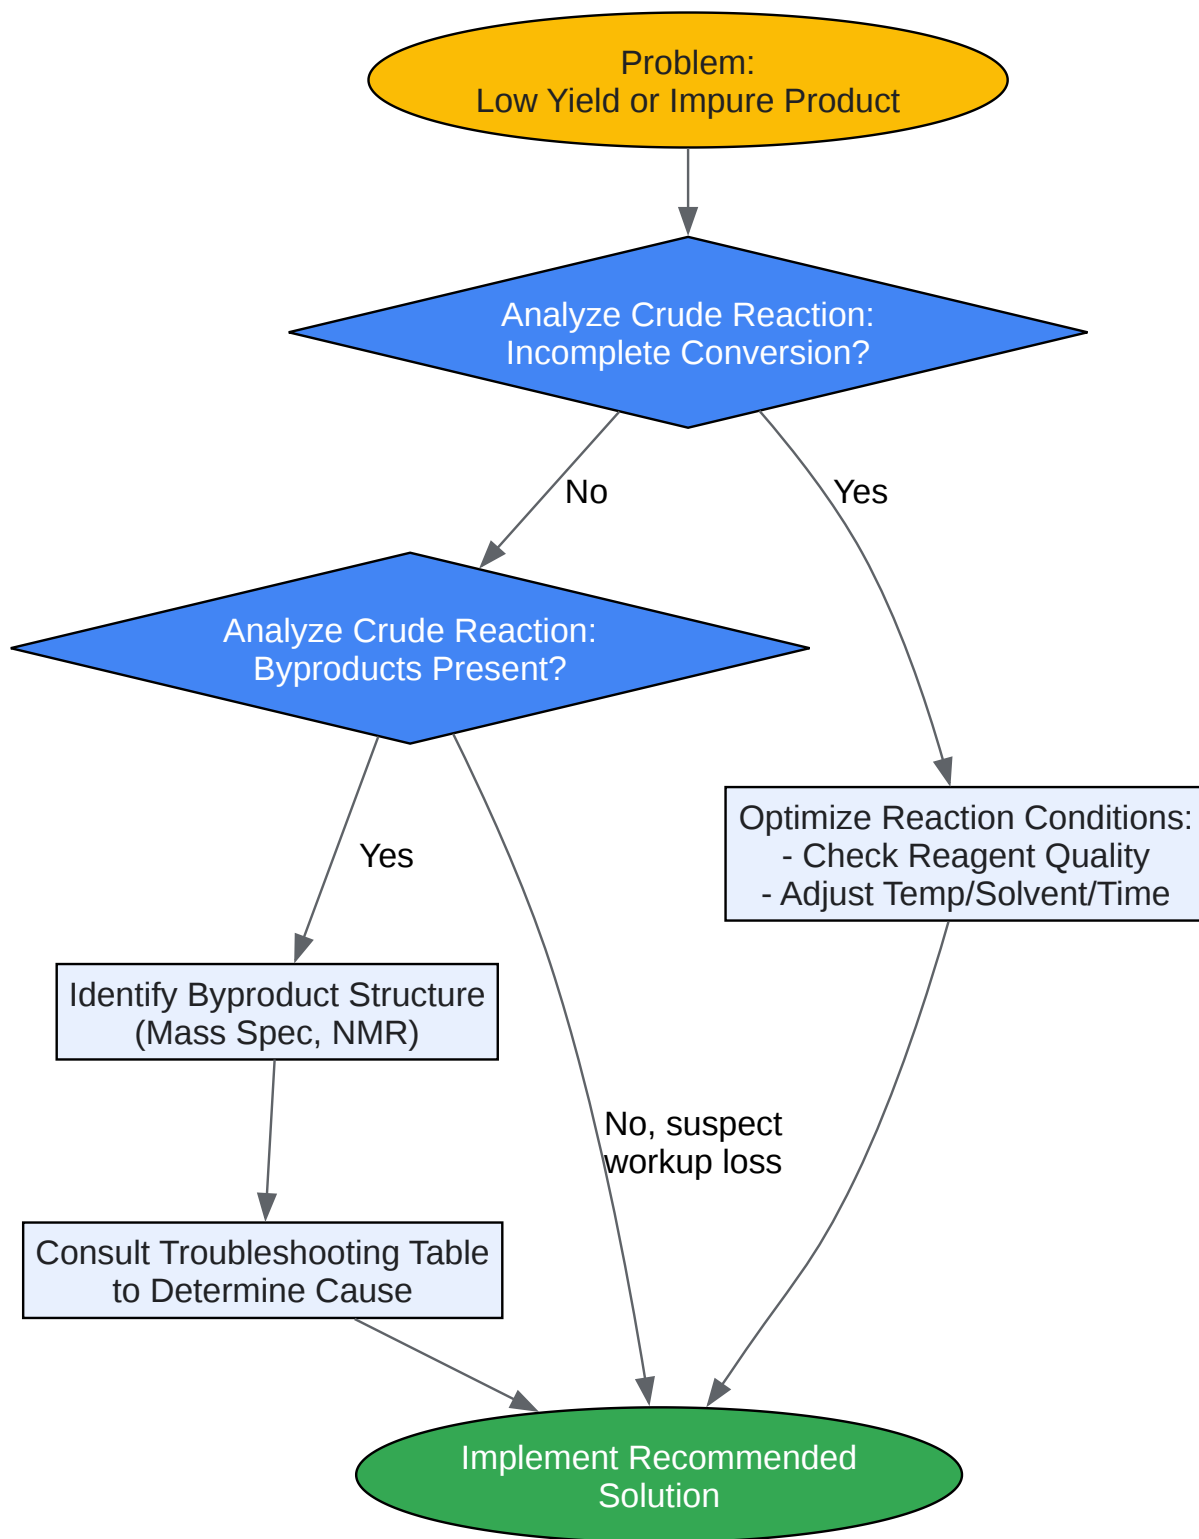 Problem:
Low Yield or Impure Product
Analyze Crude Reaction:
Incomplete Conversion?
No
Yes
Analyze Crude Reaction:
Byproducts Present?
Optimize Reaction Conditions:
- Check Reagent Quality
- Adjust Temp/Solvent/Time
Yes
Identify Byproduct Structure
(Mass Spec, NMR)
No, suspect
workup loss
Consult Troubleshooting Table
to Determine Cause
Implement Recommended
Solution